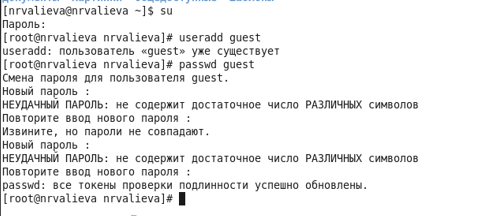 [nrvalieva@nrvalieva ~]$ su
Пароль:
[root@nrvalieva nrvalieva]# useradd guest
useradd: пользователь «guest» уже существует
[root@nrvalieva nrvalieva]# passwd guest
Смена пароля для пользователя guest.
Новый пароль :
НЕУДАЧНЫЙ ПАРОЛЬ: не содержит достаточное число РАЗЛИЧНЫХ символов
Повторите ввод нового пароля :
Извините, но пароли не совпадают.
Новый пароль :
НЕУДАЧНЫЙ ПАРОЛЬ: не содержит достаточное число РАЗЛИЧНЫХ символов
Повторите ввод нового пароля :
passwd: все токены проверки подлинности успешно обновлены.
[root@nrvalieva nrvalieva]#